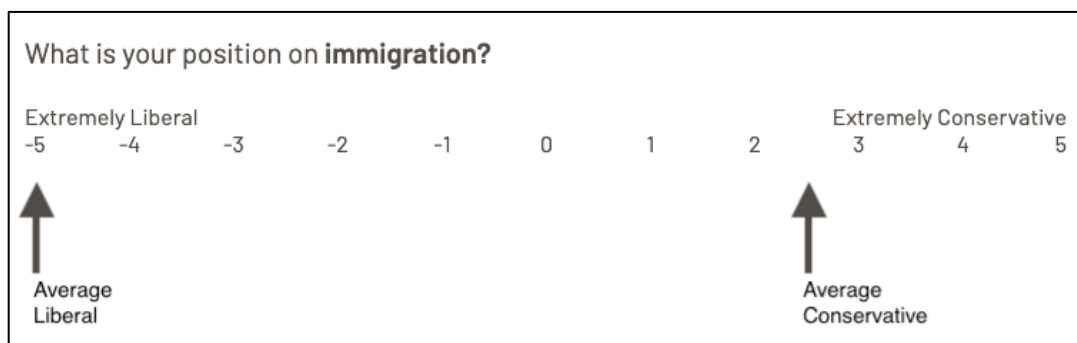 What is your position on immigration?
Extremely Liberal Extremely Conservative
-5 -4 -3 -2 -1 0 1 2 3 4 5
Average
Liberal
Average
Conservative